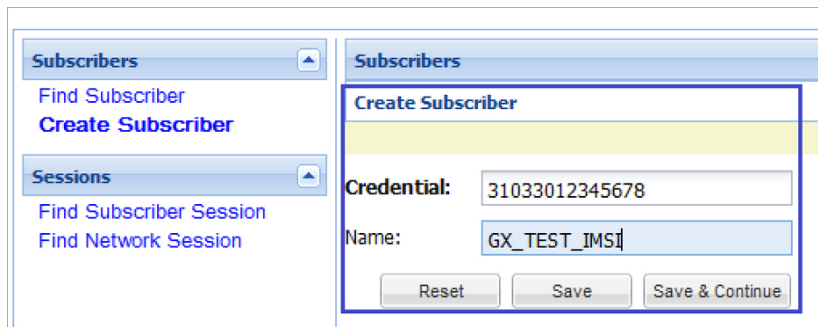 Subscribers
Find Subscriber
Create Subscriber
Sessions
Find Subscriber Session
Find Network Session
Subscribers
Create Subscriber
Credential: 31033012345678
Name: GX_TEST_IMSI
Reset Save Save & Continue